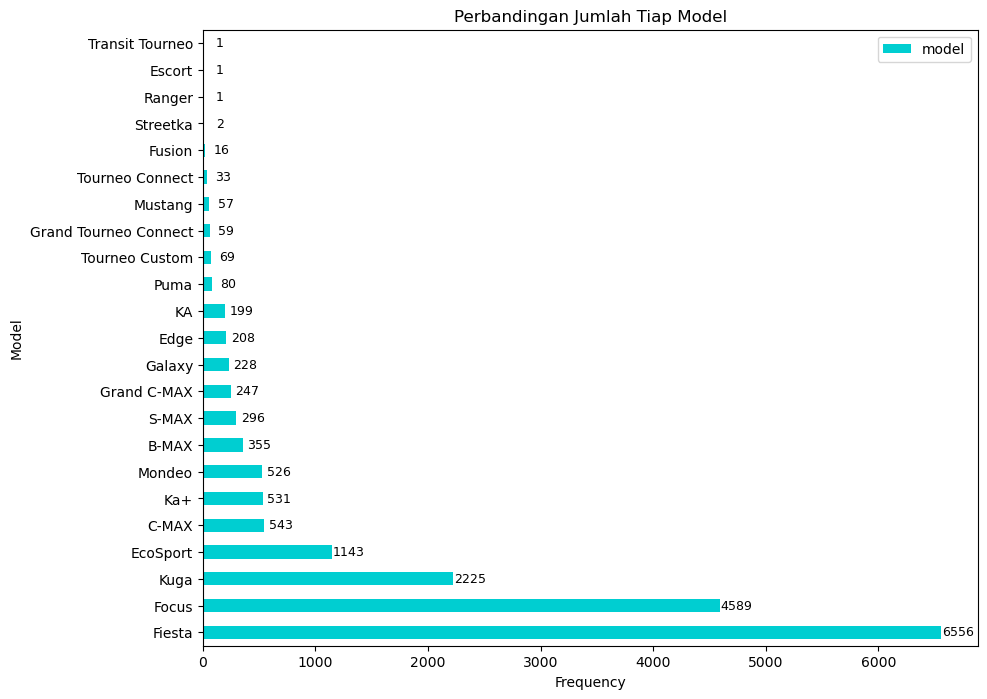 Perbandingan Jumlah Tiap Model
model
Transit Tourneo 1
Escort 1
Ranger 1
Streetka 2
Fusion 16
Tourneo Connect 33
Mustang 57
Grand Tourneo Connect 59
Tourneo Custom 69
Puma 80
KA 199
Edge 208
Galaxy 228
Grand C-MAX 247
S-MAX 296
B-MAX 355
Mondeo 526
Ka+ 531
C-MAX 543
EcoSport 1143
Kuga 2225
Focus 4589
Fiesta 6556
Model
0 1000 2000 3000 4000 5000 6000
Frequency